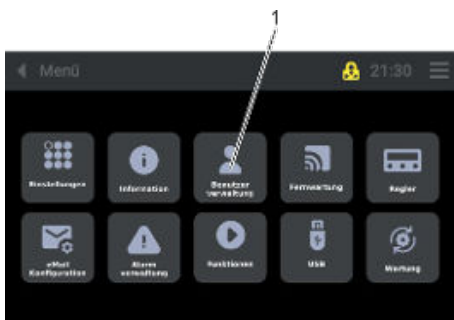 1
Menü 21:30
Einstellungen Information Benutzer Fernwartung Regler
verwaltung
eMail Alarm Funktionen USB Wartung
Konfiguration verwaltung